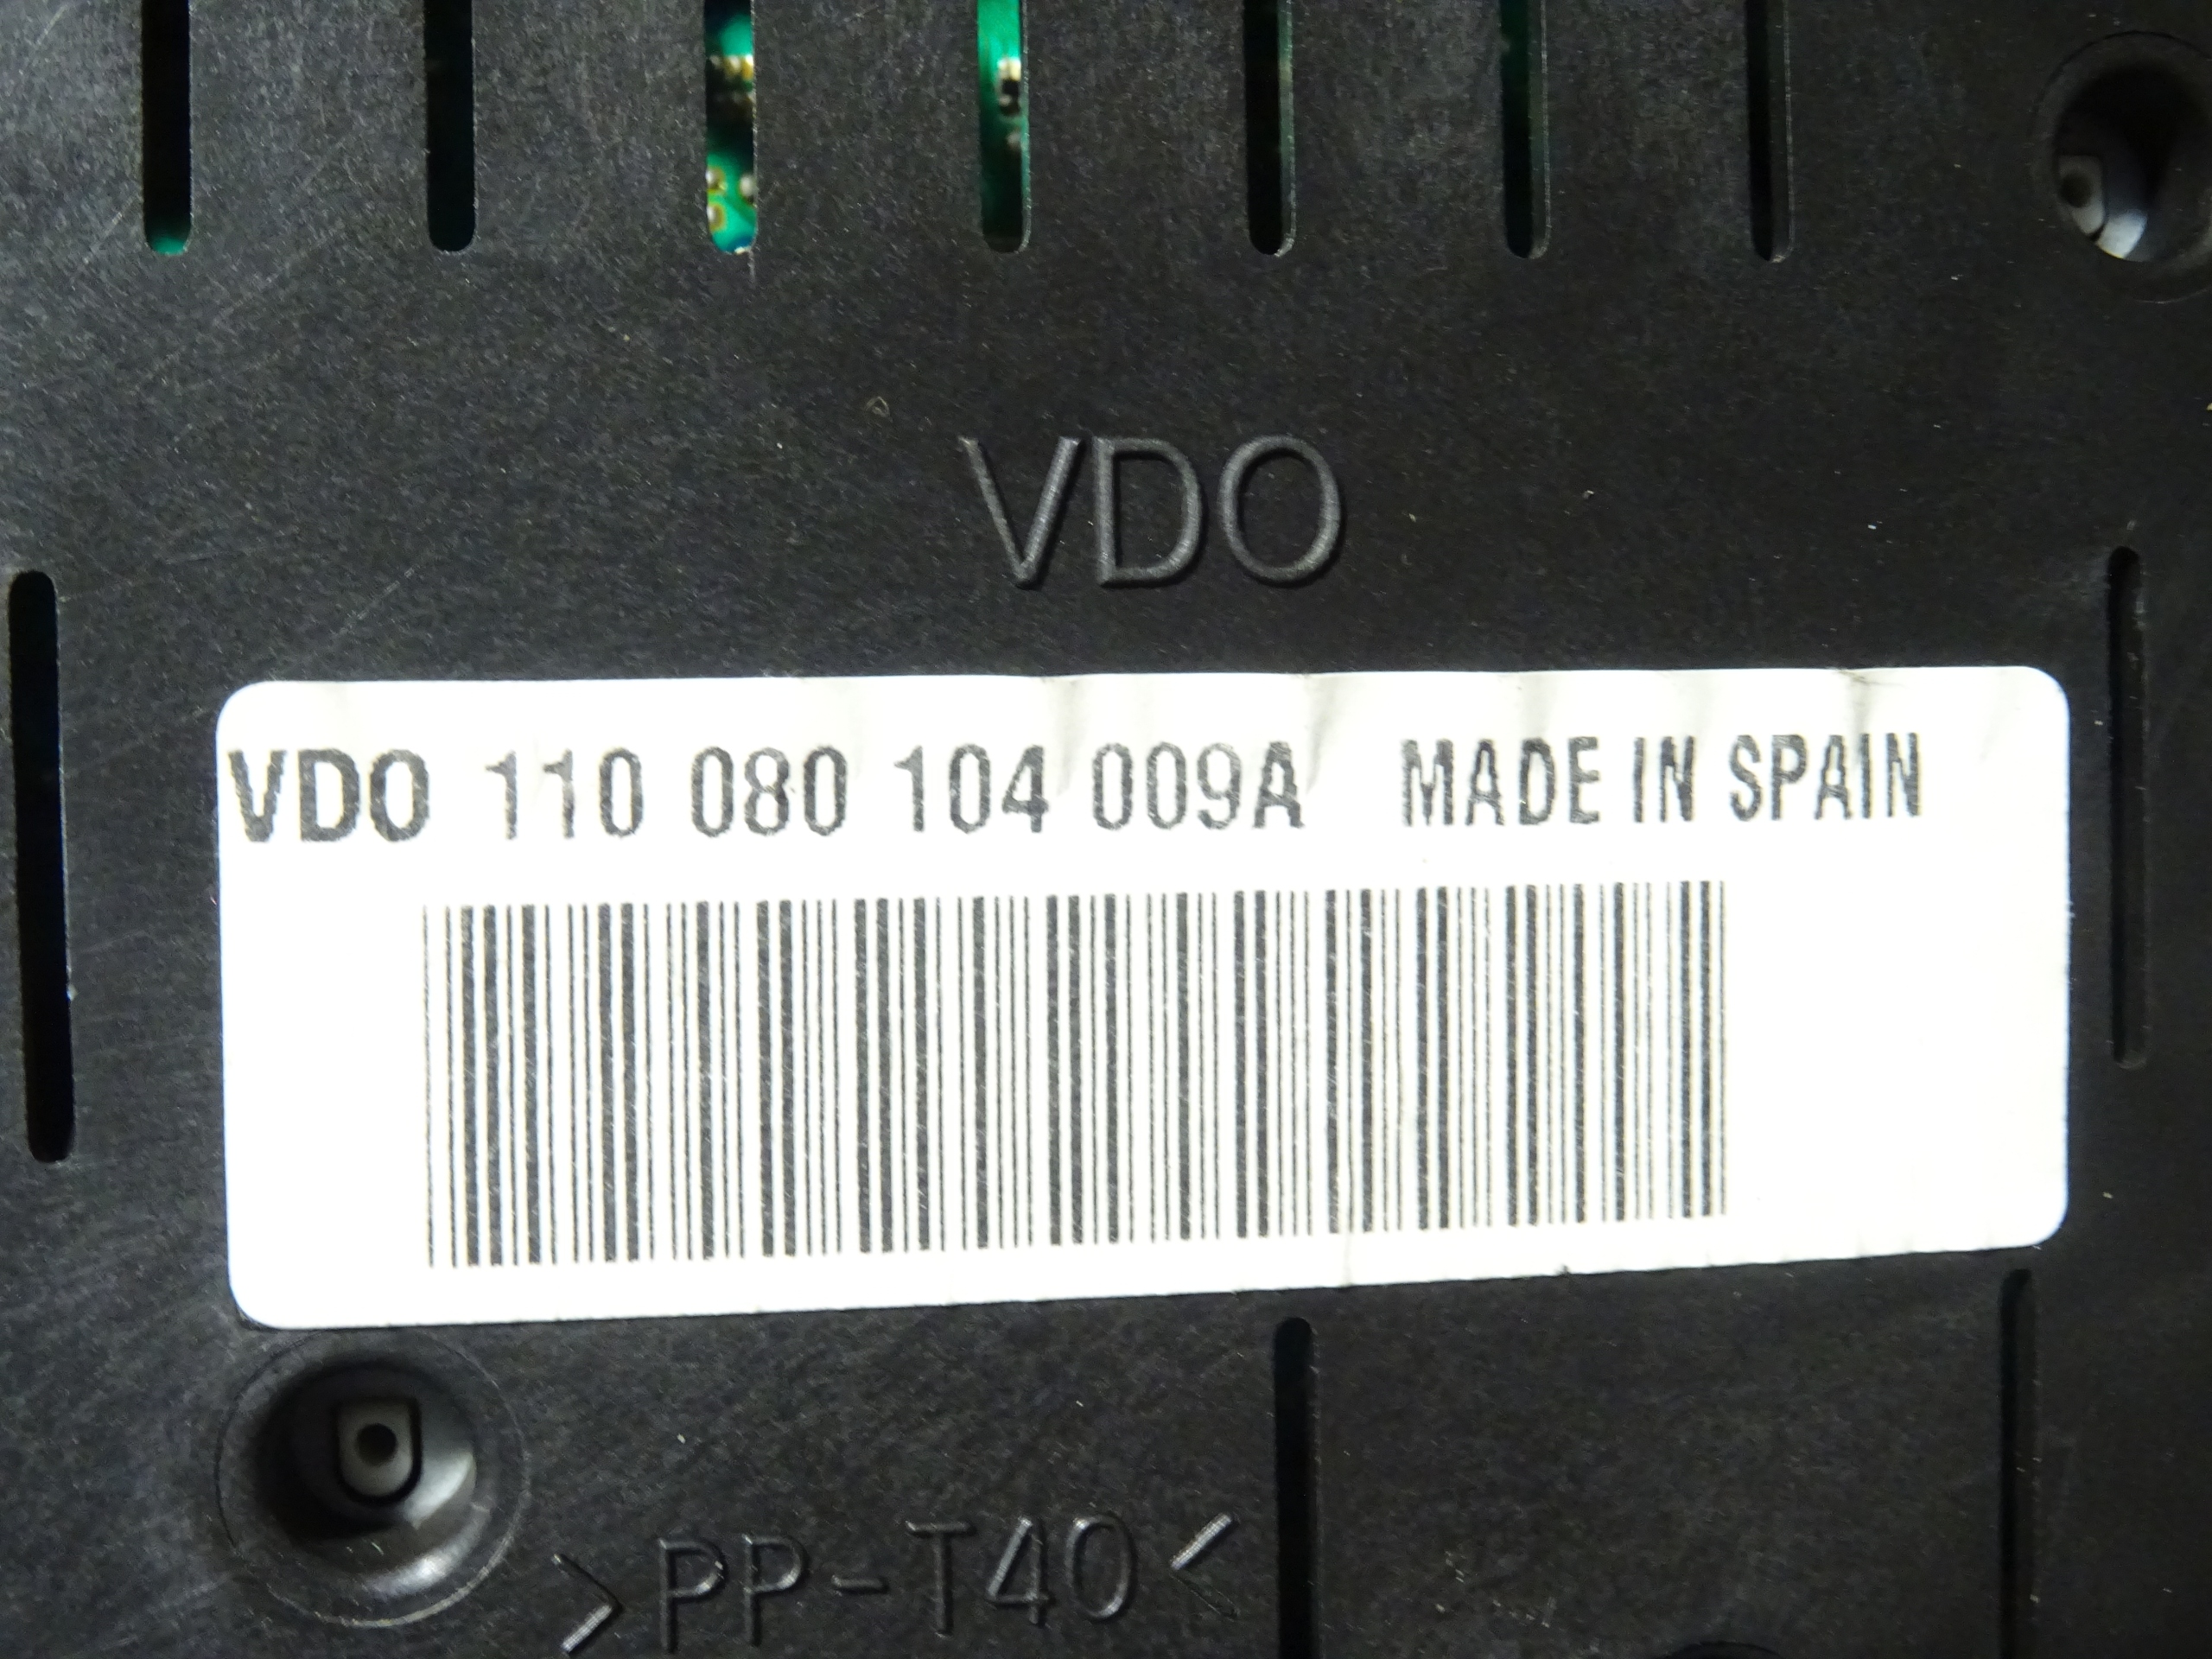 VDO
VDO 110 080 104 009A MADE IN SPAIN
>PP-T40<